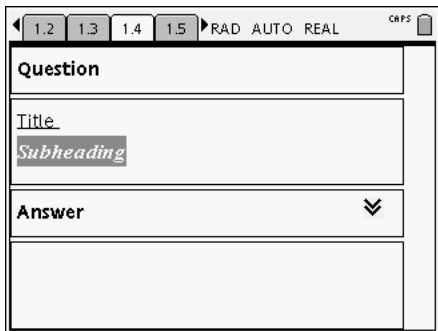 1.2 1.3 1.4 1.5 RAD AUTO REAL CAPS
Question
Title
Subheading
Answer